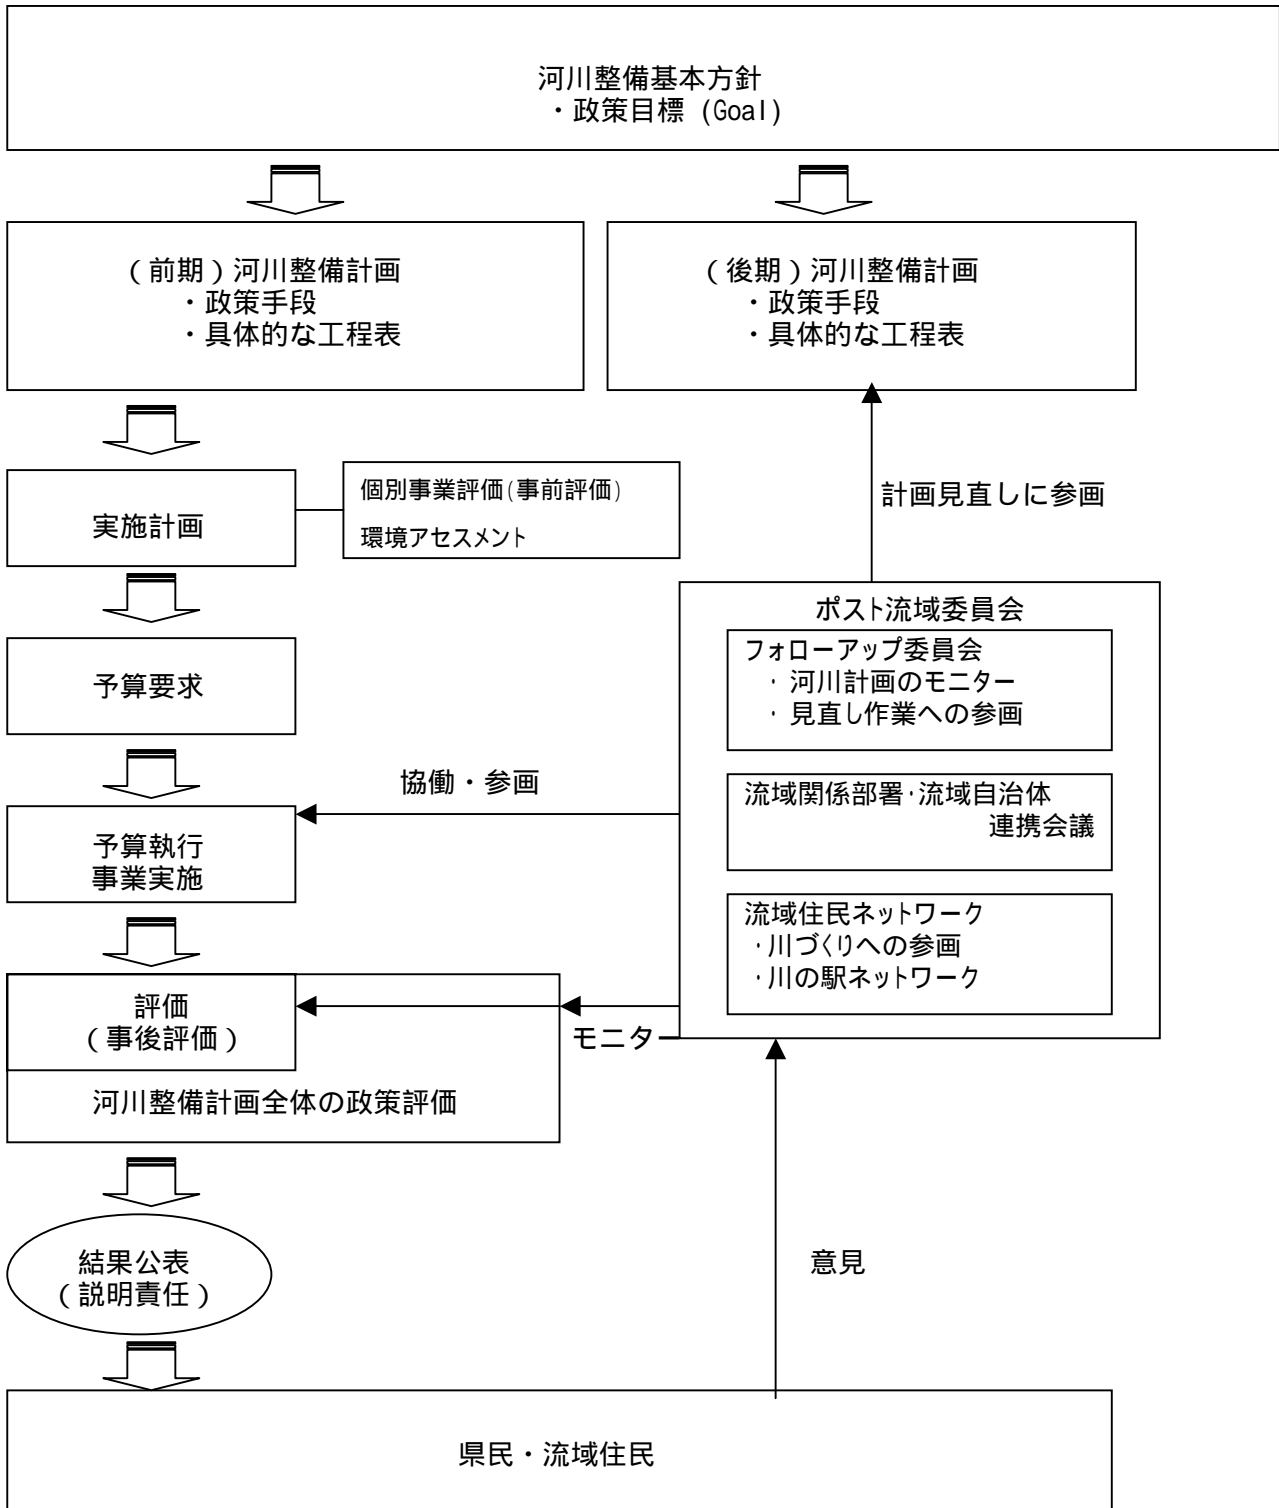 河川整備基本方針
・政策目標 (Goal)
(前期)河川整備計画
・政策手段
・具体的な工程表
(後期)河川整備計画
・政策手段
・具体的な工程表
実施計画
個別事業評価(事前評価)
環境アセスメント
計画見直しに参画
予算要求
ポスト流域委員会
フォローアップ委員会
・河川計画のモニター
・見直し作業への参画
協働・参画
流域関係部署・流域自治体
連携会議
予算執行
事業実施
流域住民ネットワーク
・川づくりへの参画
・川の駅ネットワーク
評価
(事後評価)
モニター
河川整備計画全体の政策評価
結果公表
(説明責任)
意見
県民・流域住民